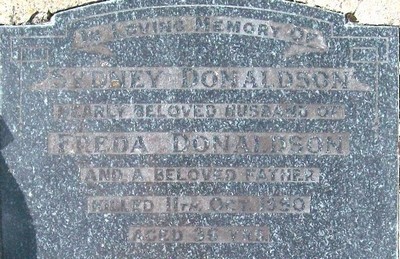 In Loving Memory Of
Sydney Donaldson
Dearly Beloved Husband Of
Freda Donaldson
And A Beloved Father
Killed 11th Oct.
Aged Yrs